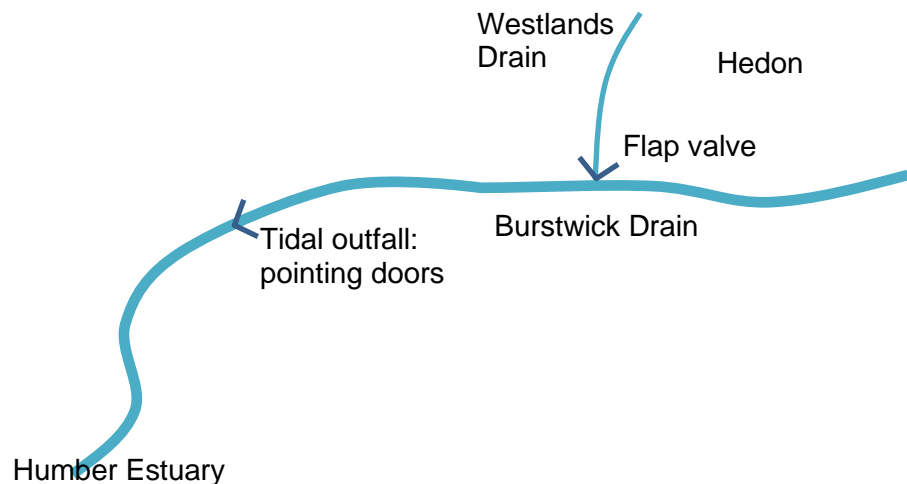 Westlands
Drain
Hedon
Flap valve
Burstwick Drain
Tidal outfall:
pointing doors
Humber Estuary